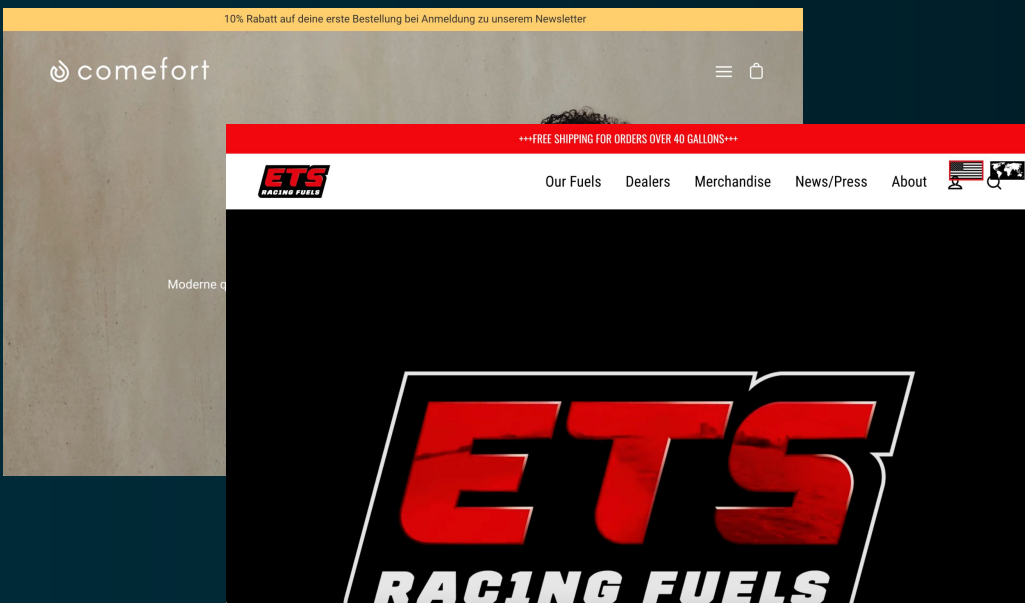 10% Rabatt auf deine erste Bestellung bei Anmeldung zu unserem Newsletter
comefort
+++FREE SHIPPING FOR ORDERS OVER 40 GALLONS+++
ETS
RACING FUELS
Our Fuels Dealers Merchandise News/Press About
Moderne
ETS
RAC1NG FUELS